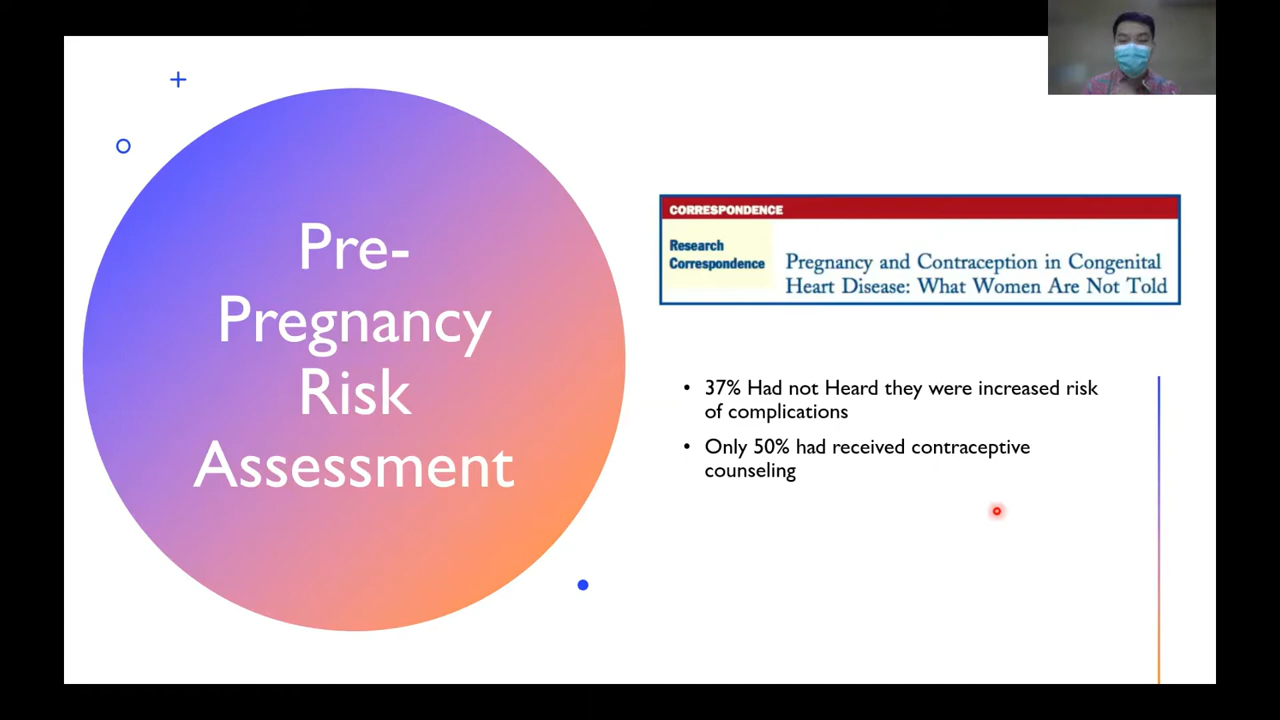 Pre-
Pregnancy
Risk
Assessment
CORRESPONDENCE
Research
Correspondence
Pregnancy and Contraception in Congenital
Heart Disease: What Women Are Not Told
• 37% Had not Heard they were increased risk
of complications
• Only 50% had received contraceptive
counseling